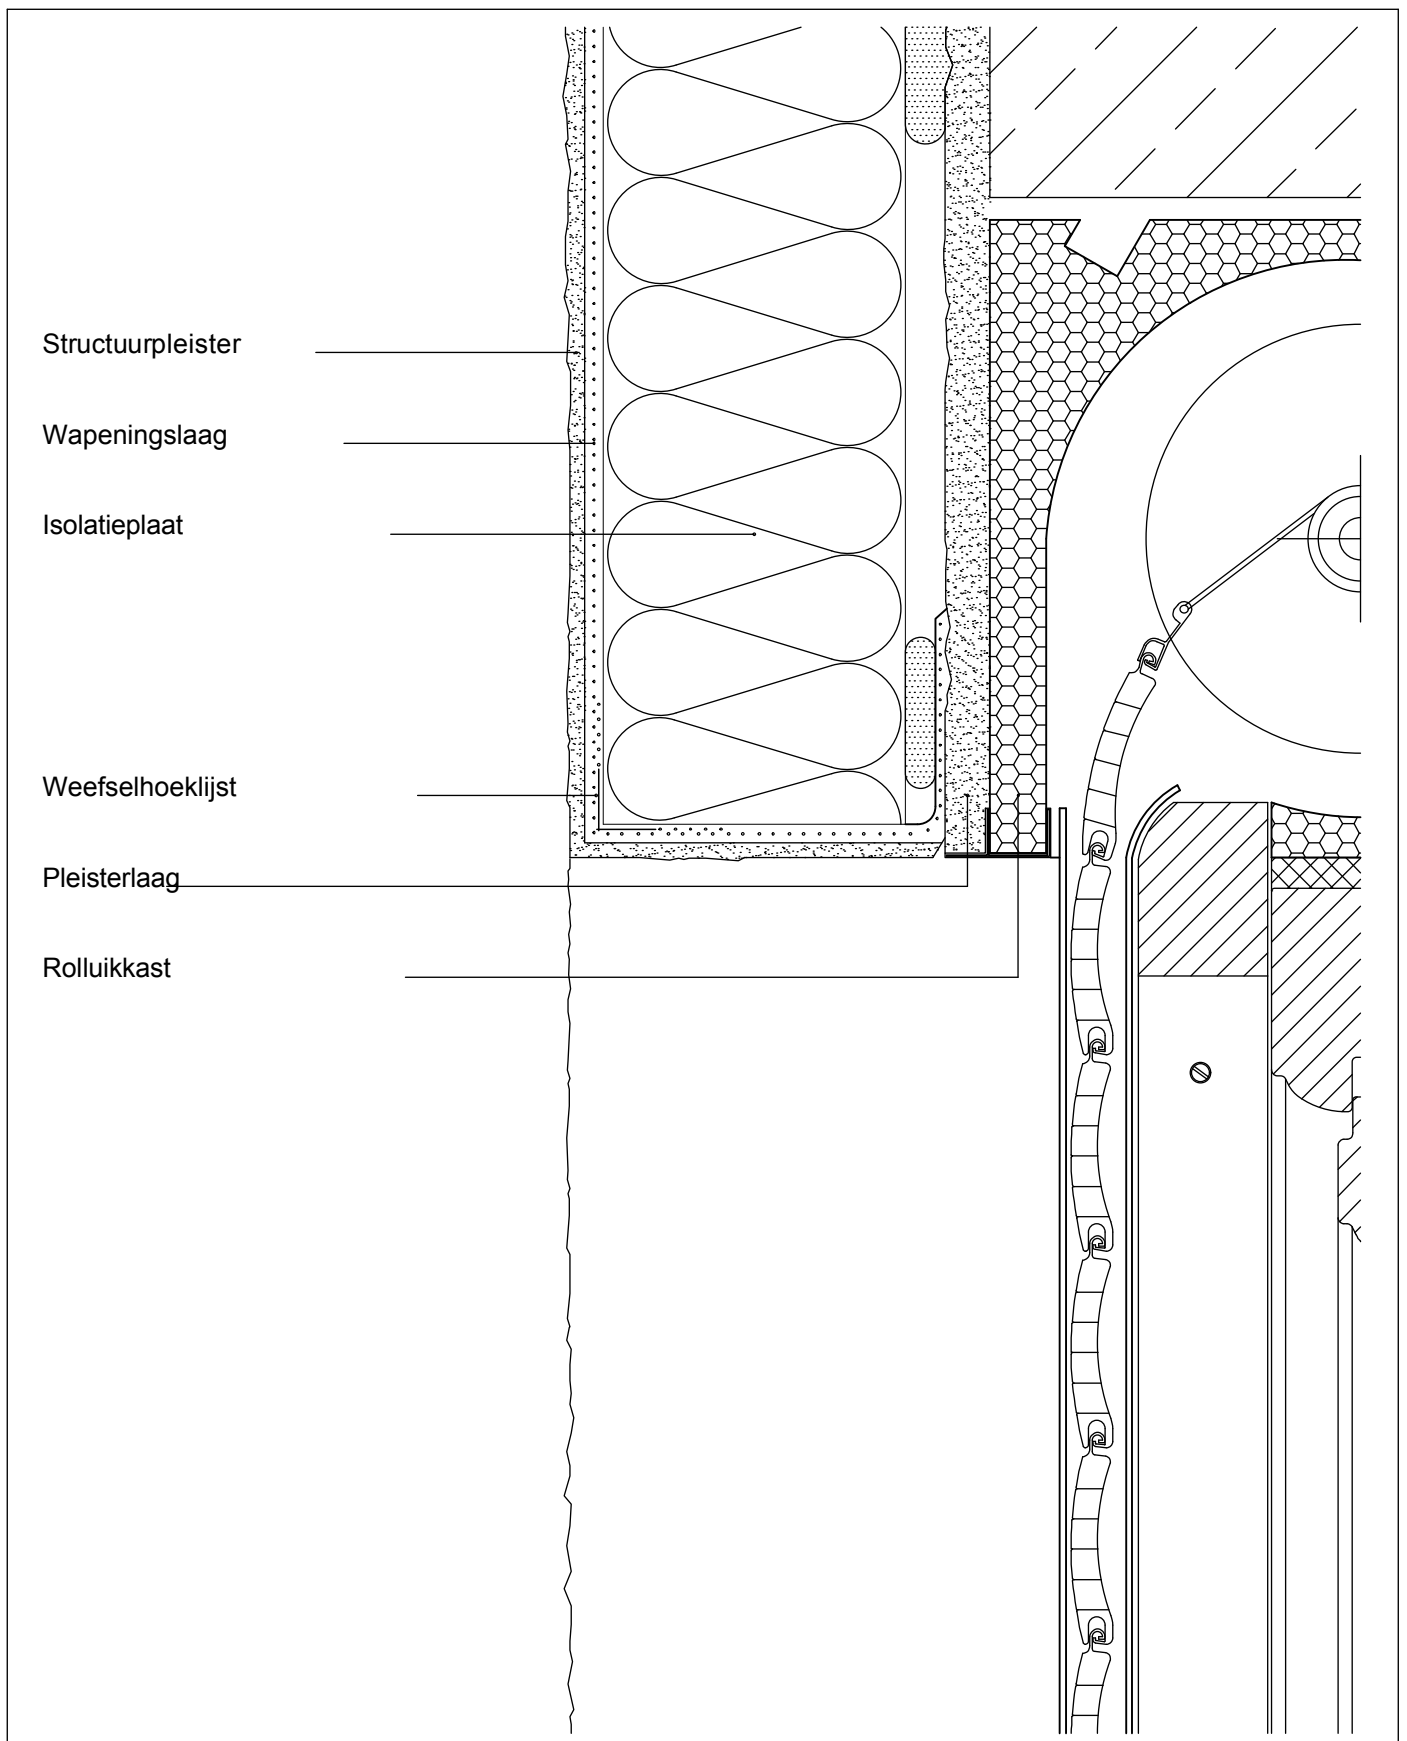 Structuurpleister
Wapeningslaag
Isolatieplaat
Weefselhoeklijst
Pleisterlaag
Rolluikkast